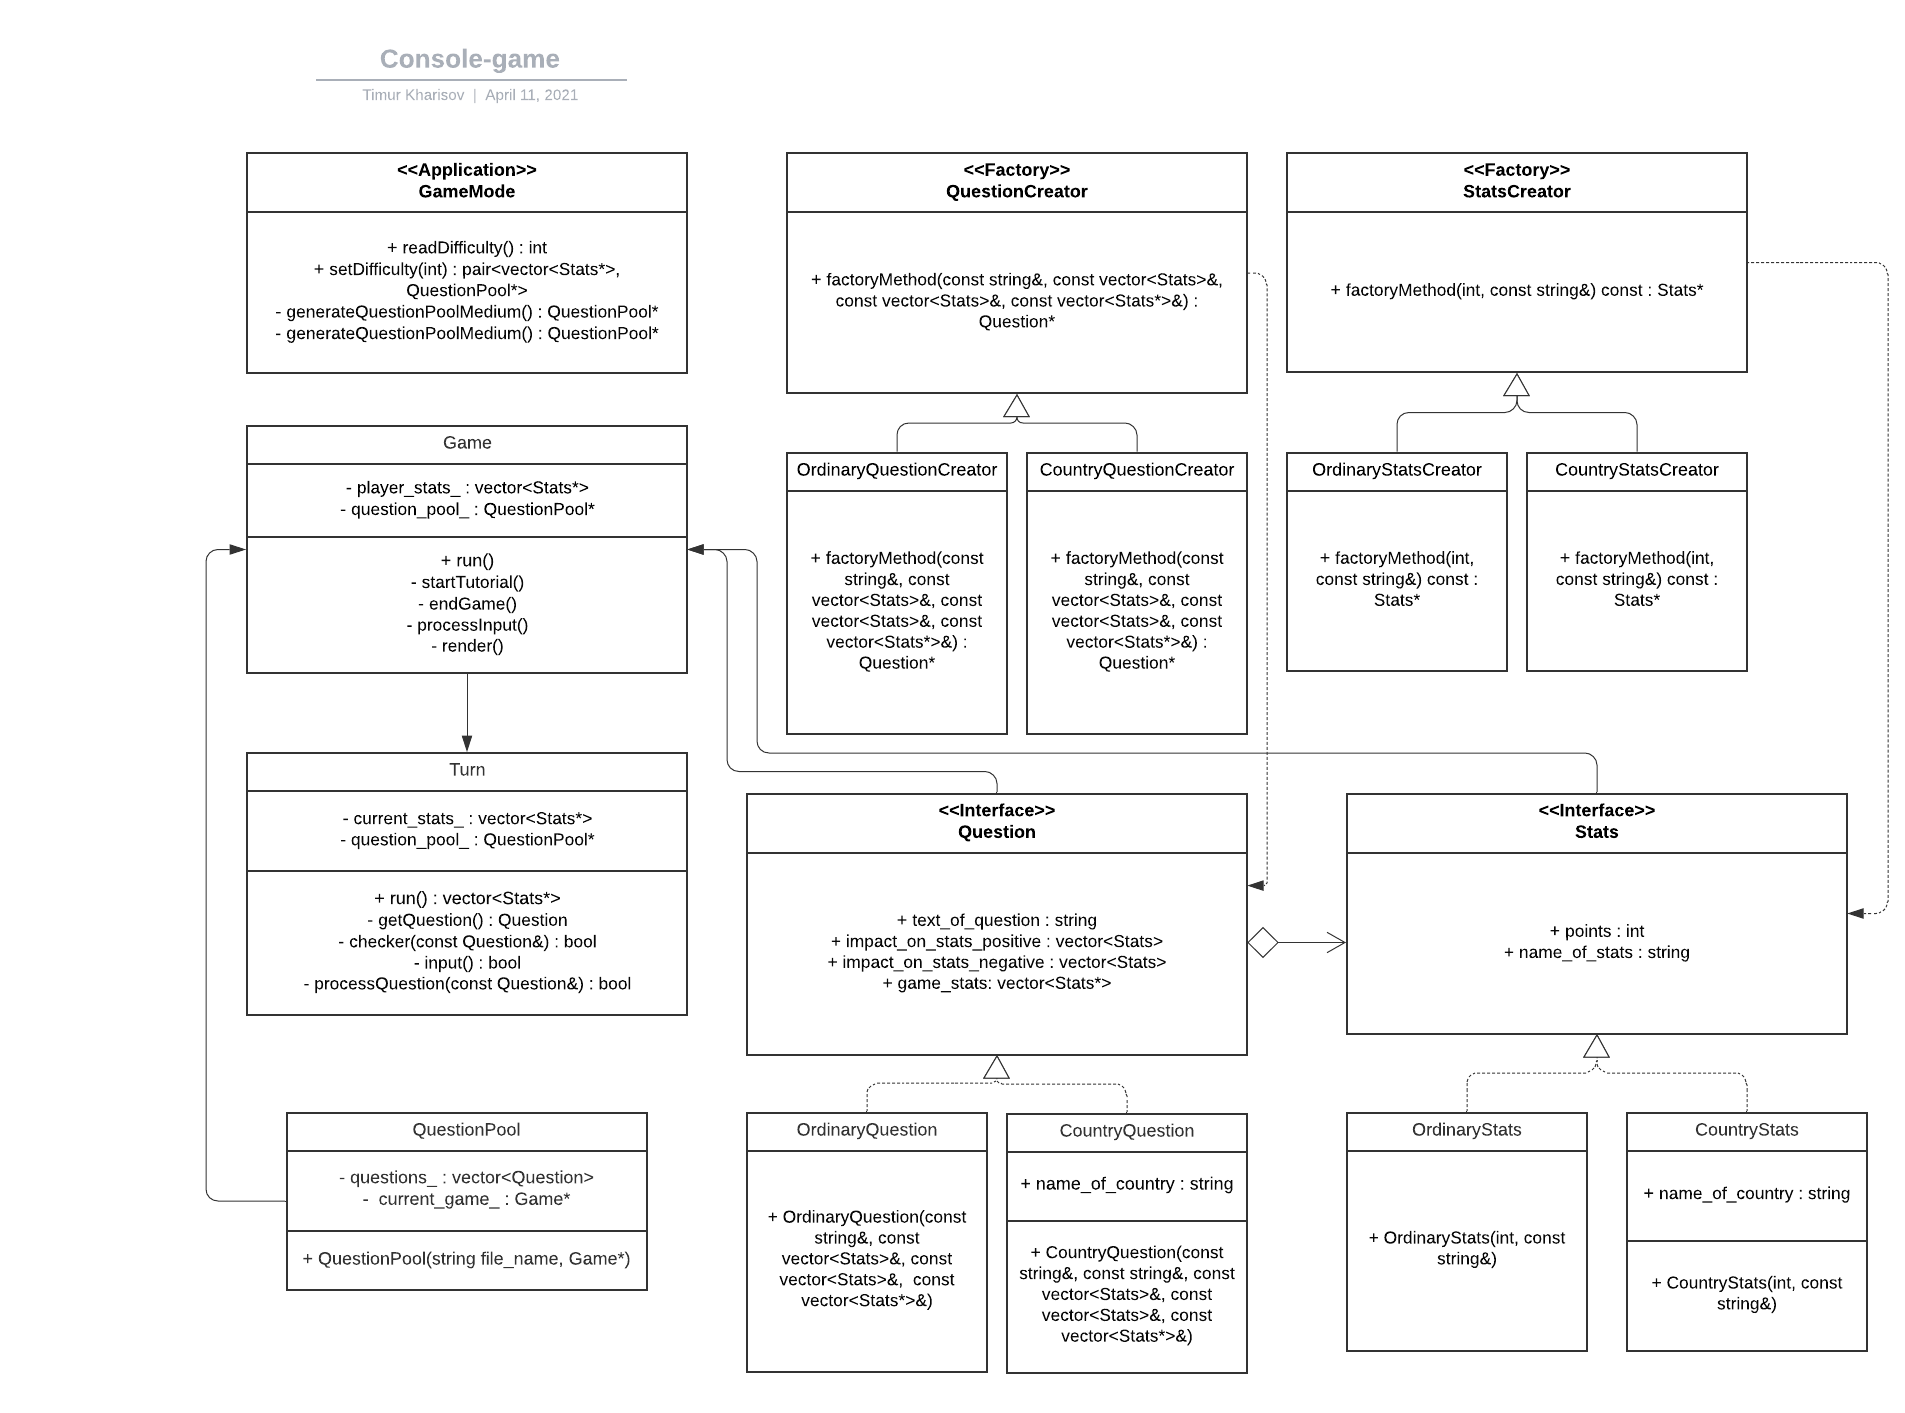 Console-game
Timur Kharisov | April 11, 2021
<<Application>>
GameMode
+ readDifficulty() : int
+ setDifficulty(int) : pair<vector<Stats*>,
QuestionPool*>
- generateQuestionPoolMedium() : QuestionPool*
- generateQuestionPoolMedium() : QuestionPool*
<<Factory>>
QuestionCreator
+ factoryMethod(const string&, const vector<Stats>&,
const vector<Stats>&, const vector<Stats*>&) :
Question*
<<Factory>>
StatsCreator
+ factoryMethod(int, const string&) const : Stats*
Game
- player_stats_ : vector<Stats*>
- question_pool_ : QuestionPool*
+ run()
- startTutorial()
- endGame()
- processInput()
- render()
OrdinaryQuestionCreator
+ factoryMethod(const
string&, const
vector<Stats>&, const
vector<Stats>&, const
vector<Stats*>&) :
Question*
CountryQuestionCreator
+ factoryMethod(const
string&, const
vector<Stats>&, const
vector<Stats>&, const
vector<Stats*>&) :
Question*
OrdinaryStatsCreator
+ factoryMethod(int,
const string&) const :
Stats*
CountryStatsCreator
+ factoryMethod(int,
const string&) const :
Stats*
Turn
- current_stats_ : vector<Stats*>
- question_pool_ : QuestionPool*
+ run() : vector<Stats*>
- getQuestion() : Question
- checker(const Question&) : bool
- input() : bool
- processQuestion(const Question&) : bool
<<Interface>>
Question
+ text_of_question : string
+ impact_on_stats_positive : vector<Stats>
+ impact_on_stats_negative : vector<Stats>
+ game_stats: vector<Stats*>
<<Interface>>
Stats
+ points : int
+ name_of_stats : string
QuestionPool
- questions_ : vector<Question>
- current_game_ : Game*
+ QuestionPool(string file_name, Game*)
OrdinaryQuestion
+ OrdinaryQuestion(const
string&, const
vector<Stats>&, const
vector<Stats>&, const
vector<Stats*>&)
CountryQuestion
+ name_of_country : string
+ CountryQuestion(const
string&, const string&, const
vector<Stats>&, const
vector<Stats>&, const
vector<Stats*>&)
OrdinaryStats
+ OrdinaryStats(int, const
string&)
CountryStats
+ name_of_country : string
+ CountryStats(int, const
string&)